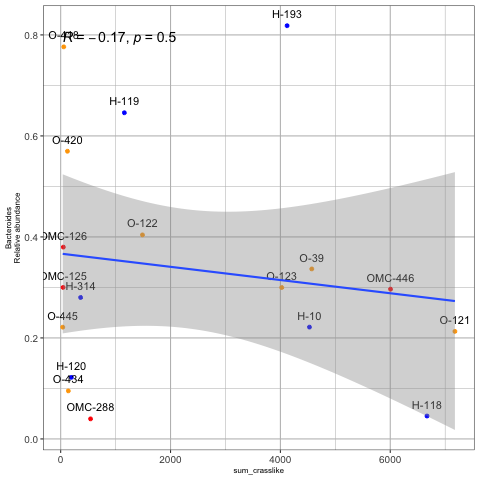 H-193
R = −0.17, p = 0.5
0.8
H-119
O-420
0.6
O-122
OMC-126
0.4
O-39
OMC-125
O-123
OMC-446
H-314
O-445
H-10
O-121
0.2
H-120
O-434
OMC-288
H-118
0.0
0
2000
4000
6000
sum_crasslike
Bacteroides
Relative abundance